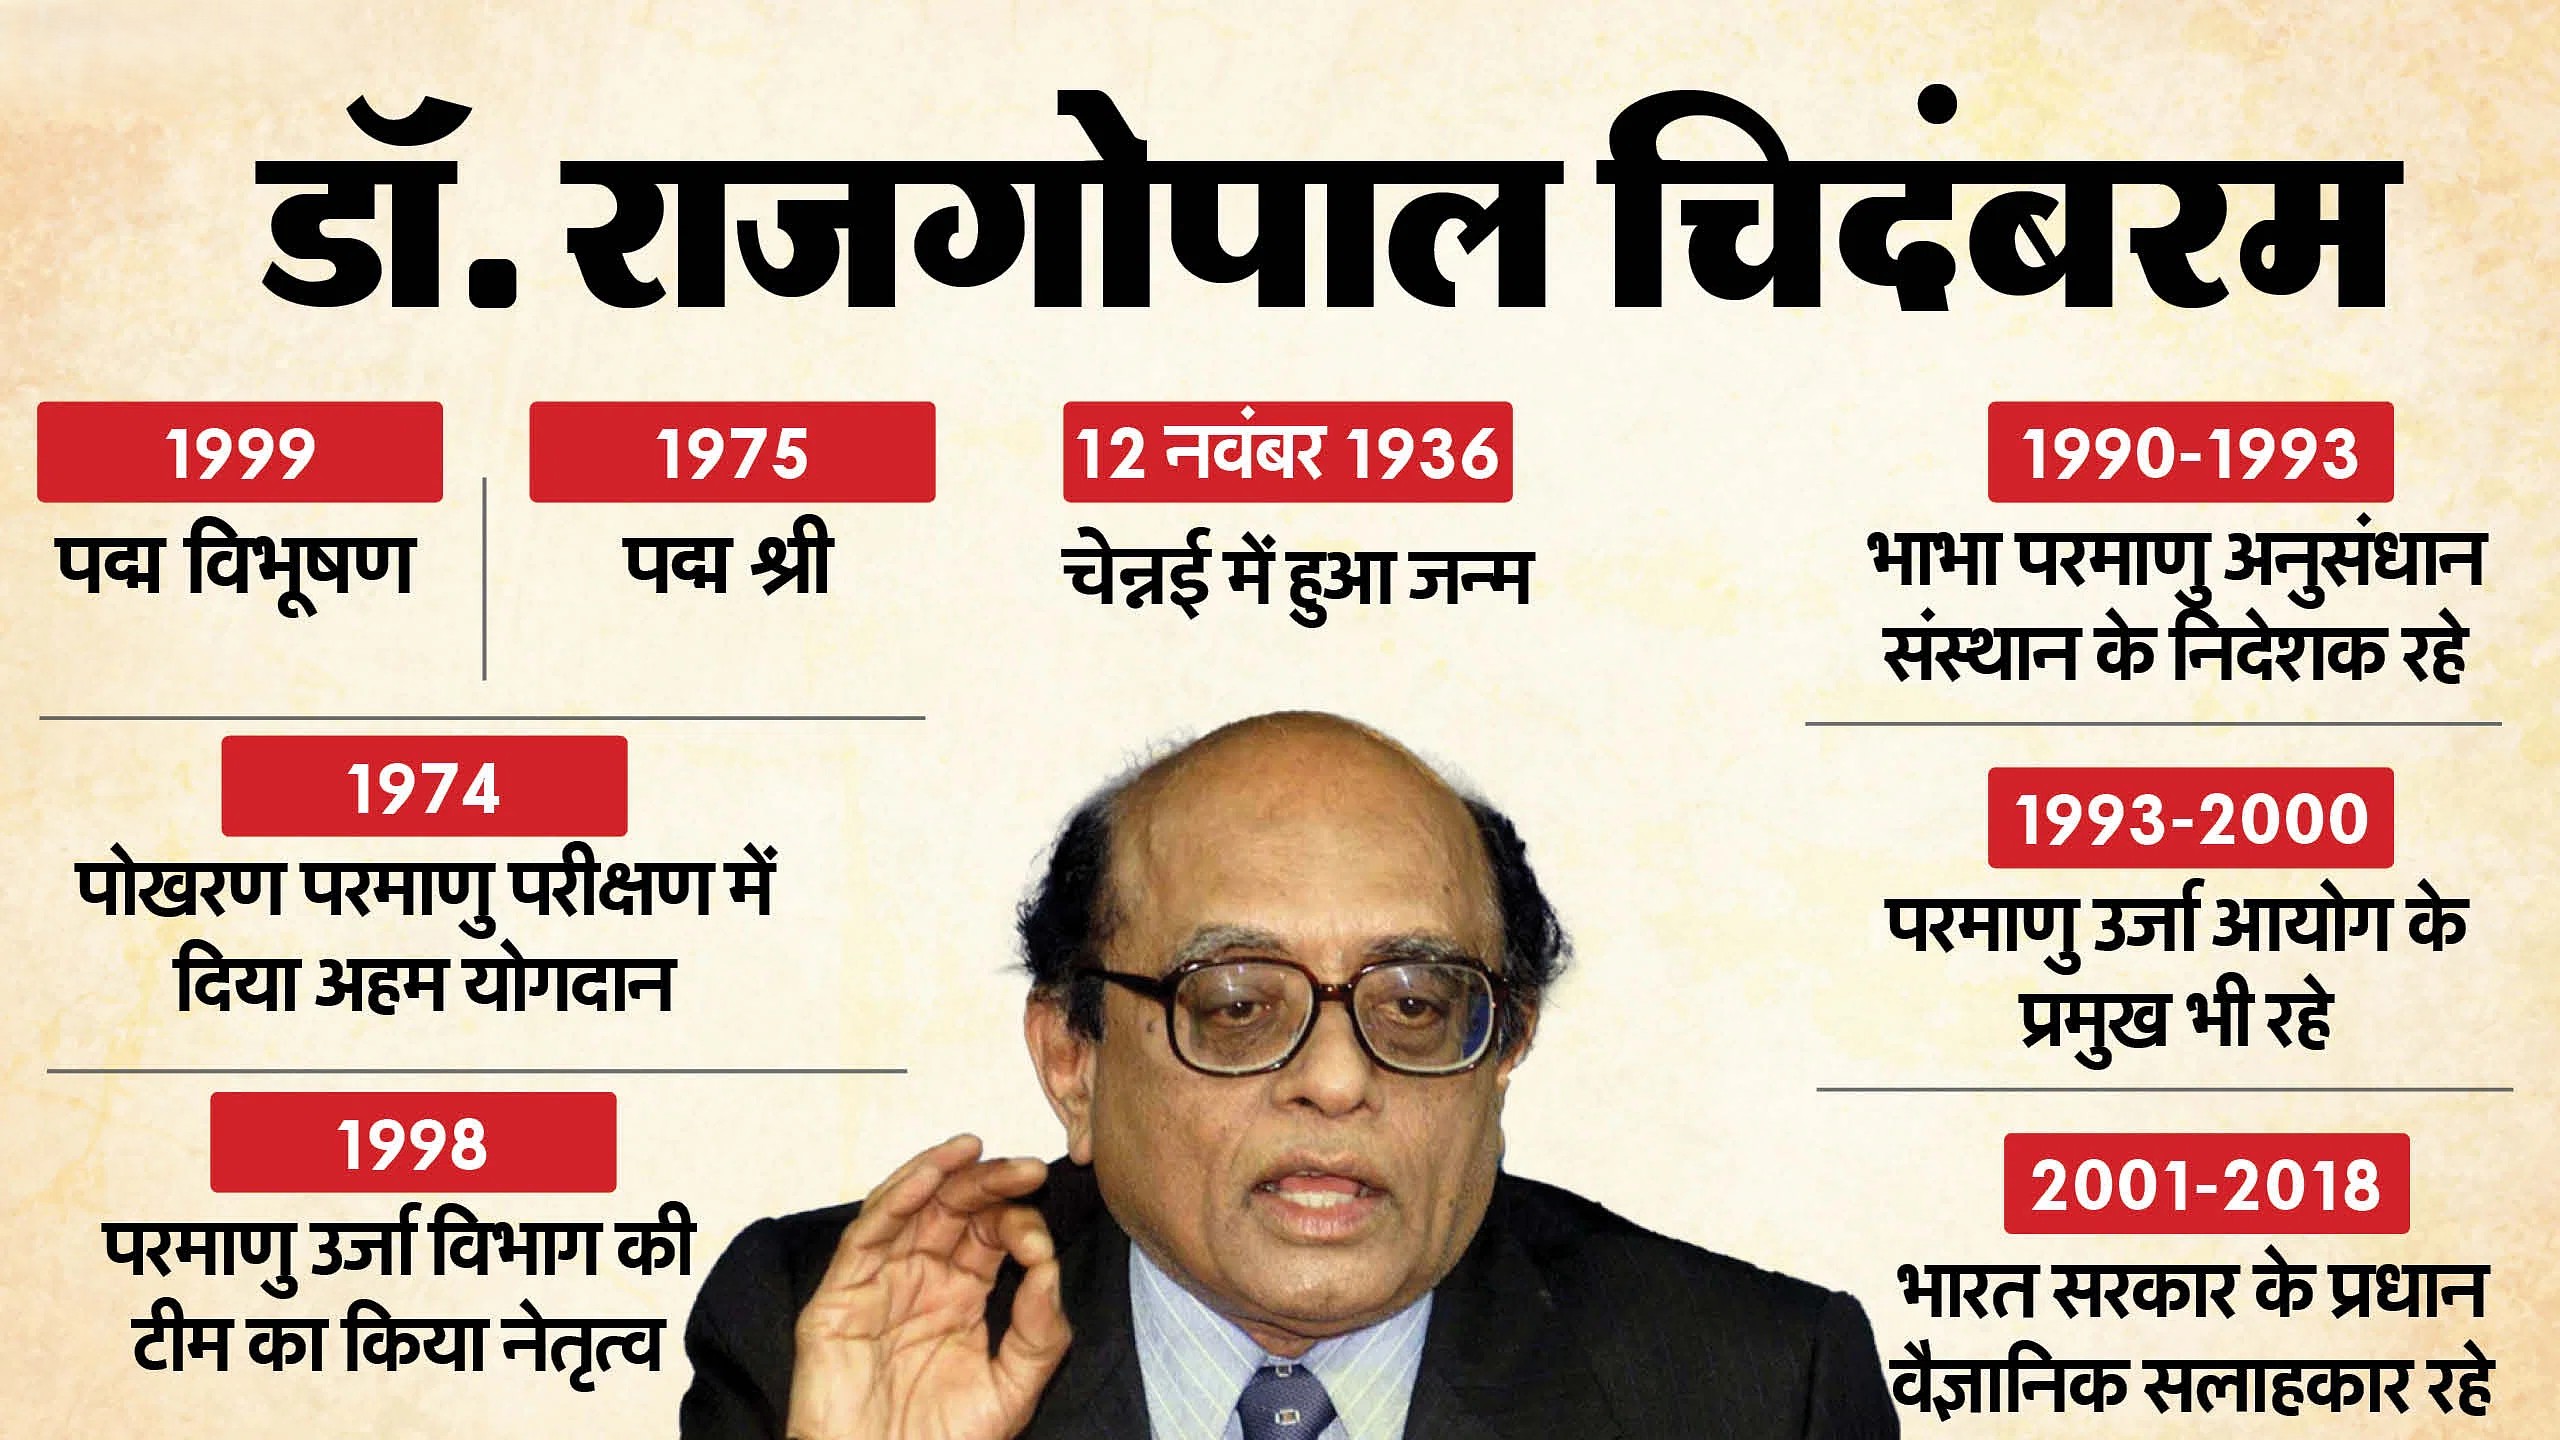 डॉ. राजगोपाल चिदंबरम
1999
पद्म विभूषण
1975
पद्म श्री
12 नवंबर 1936
चेन्नई में हुआ जन्म
1990-1993
भाभा परमाणु अनुसंधान
संस्थान के निदेशक रहे
1974
पोखरण परमाणु परीक्षण में
दिया अहम योगदान
1993-2000
परमाणु उर्जा आयोग के
प्रमुख भी रहे
1998
परमाणु उर्जा विभाग की
टीम का किया नेतृत्व
2001-2018
भारत सरकार के प्रधान
वैज्ञानिक सलाहकार रहे